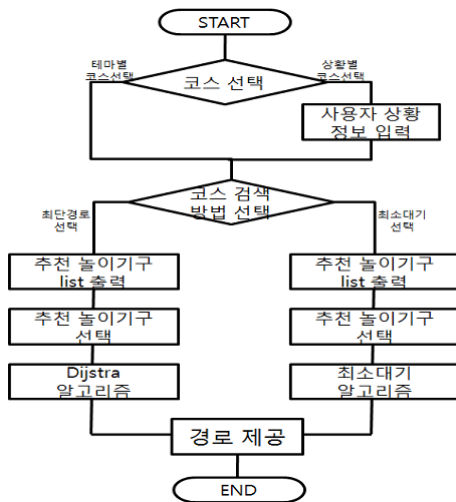 START
테마별
코스선택
상황별
코스선택
코스 선택
사용자 상황
정보 입력
코스 검색
방법 선택
최단경로
선택
최소대기
선택
추천 놀이기구
list 출력
추천 놀이기구
list 출력
추천 놀이기구
선택
추천 놀이기구
선택
Dijstra
알고리즘
최소대기
알고리즘
경로 제공
END